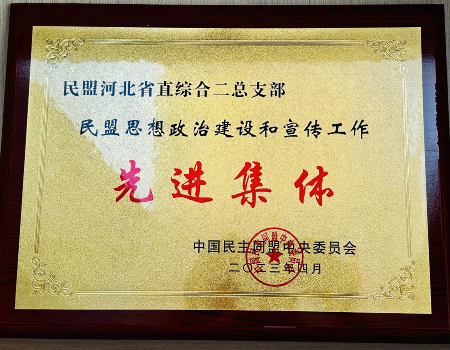 民盟河北省直综合二总支部
民盟思想政治建设和宣传工作
先进集体
中国民主同盟中央委员会
二〇二三年四月